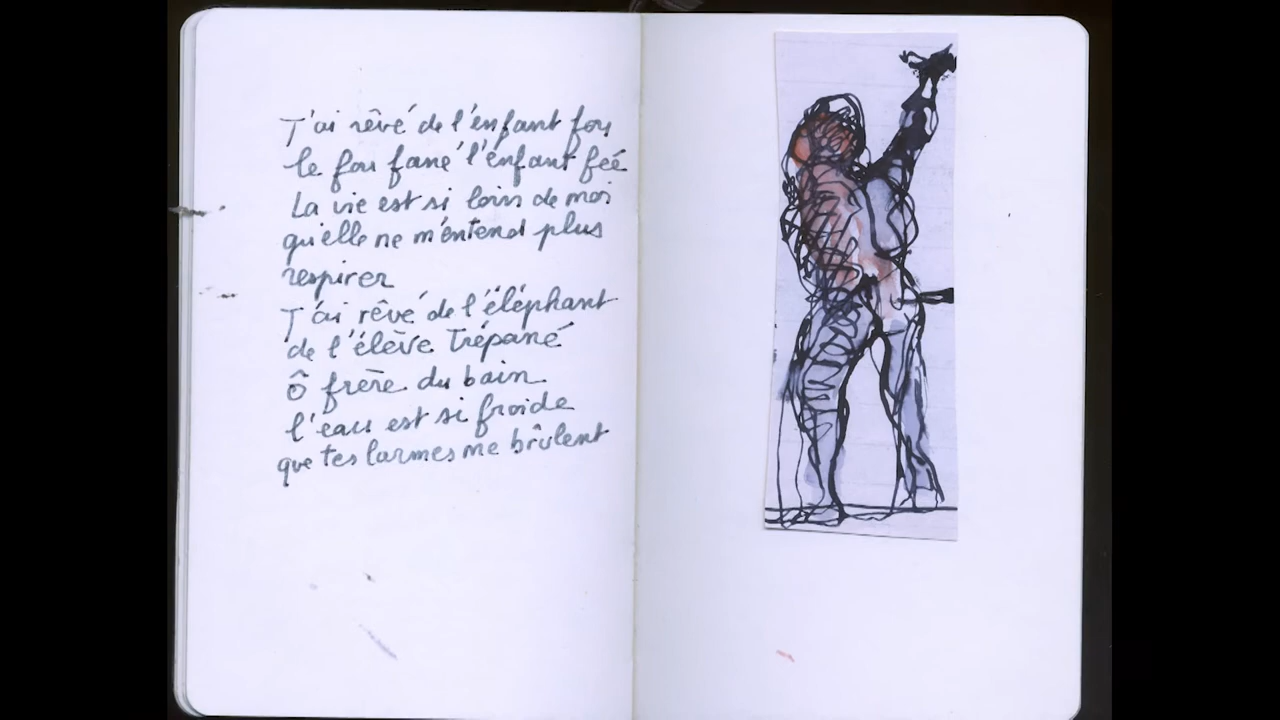 J'ai rêvé de l'enfant fou
le fou fané l'enfant feé
La vie est si loin de moi
qu'elle ne m'entend plus
respirer
J'ai rêvé de l'éléphant
de l'élève Trépané
ô frère du bain
l'eau est si froide
que tes larmes me brûlent